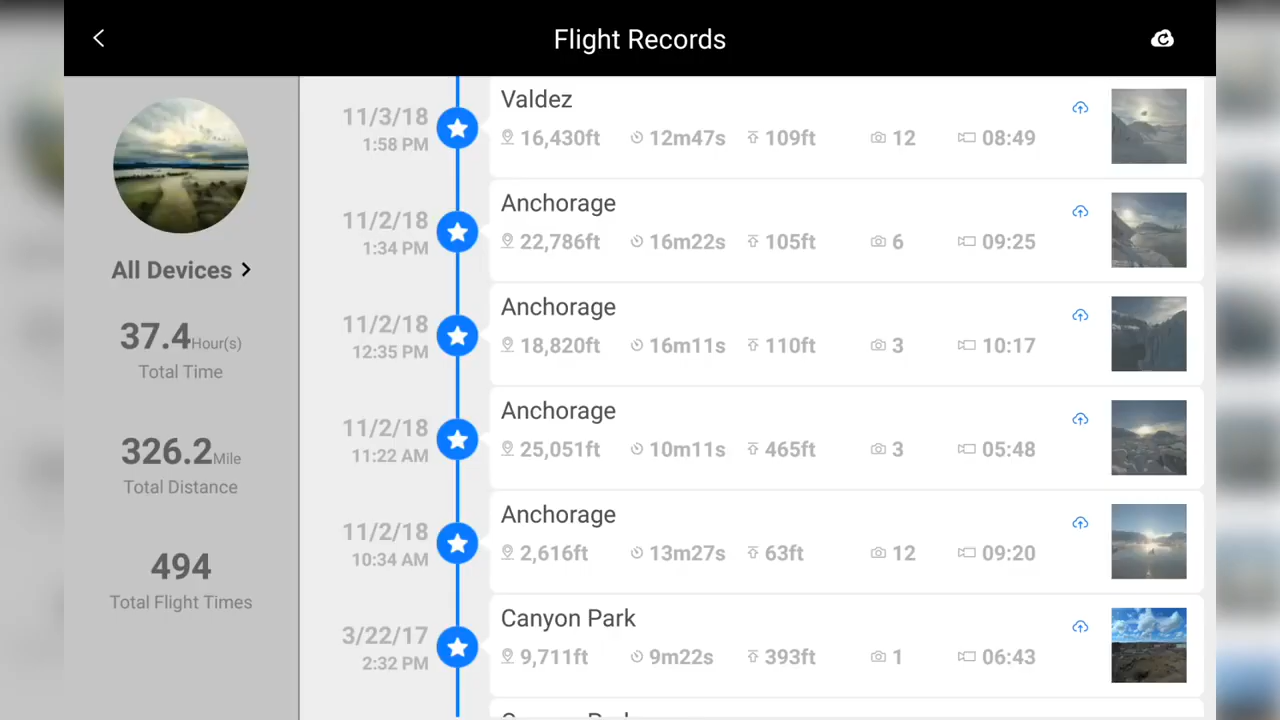 Flight Records
All Devices
37.4Hour(s)
Total Time
326.2Mile
Total Distance
494
Total Flight Times
11/3/18
1:58 PM
Valdez
16,430ft 12m47s 109ft 12 08:49
11/2/18
1:34 PM
Anchorage
22,786ft 16m22s 105ft 6 09:25
11/2/18
12:35 PM
Anchorage
18,820ft 16m11s 110ft 3 10:17
11/2/18
11:22 AM
Anchorage
25,051ft 10m11s 465ft 3 05:48
11/2/18
10:34 AM
Anchorage
2,616ft 13m27s 63ft 12 09:20
3/22/17
2:32 PM
Canyon Park
9,711ft 9m22s 393ft 1 06:43